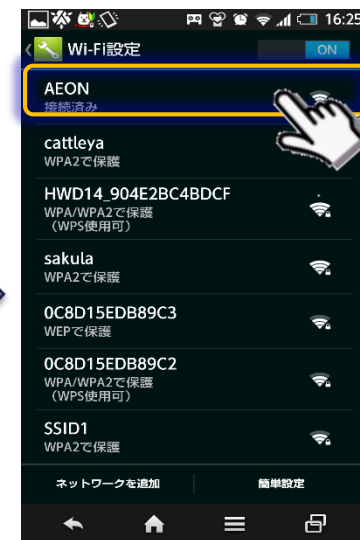 16:25
Wi-Fi設定
ON
AEON
接続済み
cattleya
WPA2で保護
HWD14_904E2BC4BDCF
WPA/WPA2で保護
（WPS使用可）
sakula
WPA2で保護
0C8D15EDB89C3
WEPで保護
0C8D15EDB89C2
WPA/WPA2で保護
（WPS使用可）
SSID1
WPA2で保護
ネットワークを追加
簡単設定